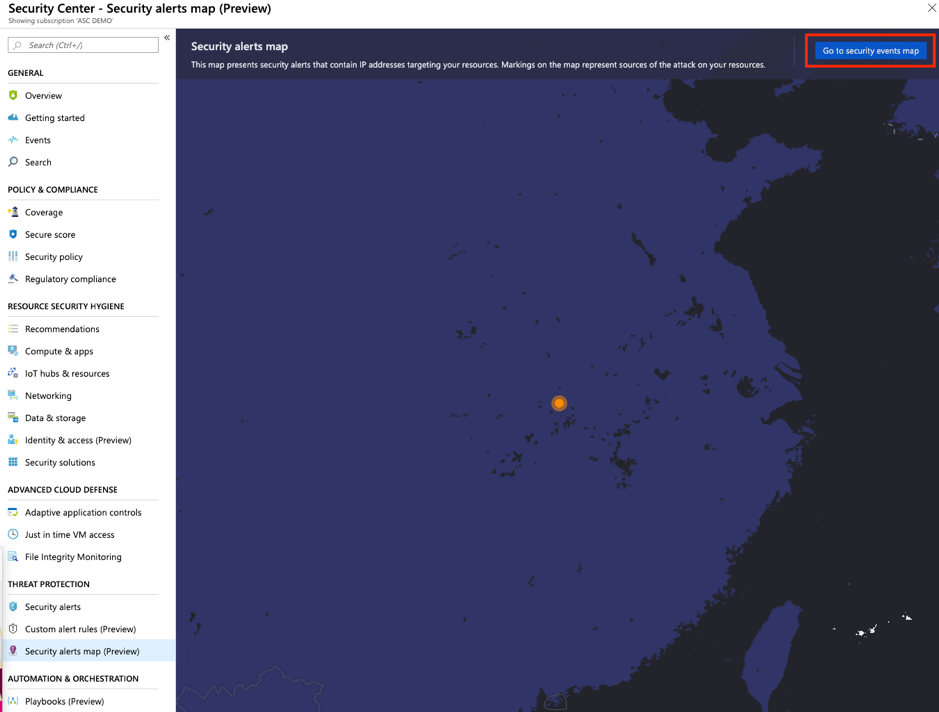 Security Center - Security alerts map (Preview)
Showing subscription 'ASC DEMO'
Search (Ctrl+/)
«
GENERAL
Overview
Getting started
Events
Search
POLICY & COMPLIANCE
Coverage
Secure score
Security policy
Regulatory compliance
RESOURCE SECURITY HYGIENE
Recommendations
Compute & apps
IoT hubs & resources
Networking
Data & storage
Identity & access (Preview)
Security solutions
ADVANCED CLOUD DEFENSE
Adaptive application controls
Just in time VM access
File Integrity Monitoring
THREAT PROTECTION
Security alerts
Custom alert rules (Preview)
Security alerts map (Preview)
AUTOMATION & ORCHESTRATION
Playbooks (Preview)
Security alerts map
This map presents security alerts that contain IP addresses targeting your resources. Markings on the map represent sources of the attack on your resources.
Go to security events map